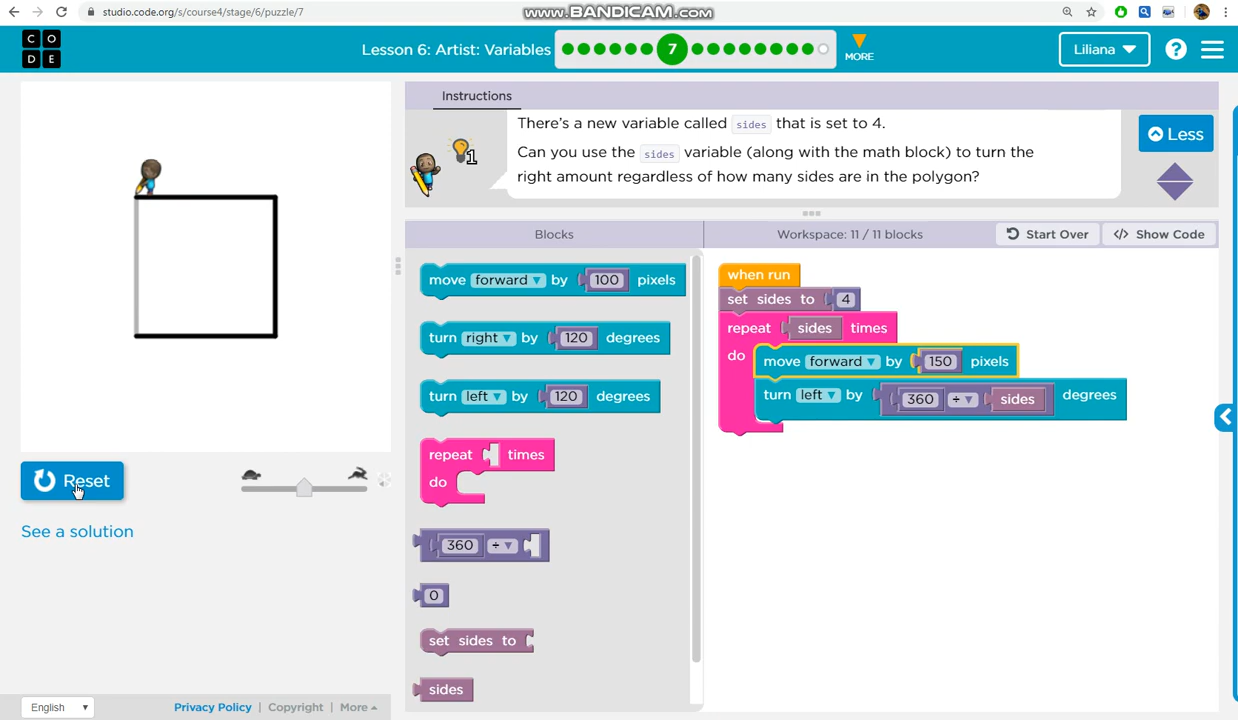 studio.code.org/s/course4/stage/6/puzzle/7
www.BANDICAM.com
C O
D E
Lesson 6: Artist: Variables
7
MORE
Liliana
?
Instructions
There's a new variable called sides that is set to 4.
Can you use the sides variable (along with the math block) to turn the
right amount regardless of how many sides are in the polygon?
1
Less
Blocks
Workspace: 11 / 11 blocks
Start Over
</> Show Code
move forward by 100 pixels
turn right by 120 degrees
turn left by 120 degrees
repeat times
do
360 ÷
0
set sides to
sides
when run
set sides to 4
repeat sides times
do
move forward by 150 pixels
turn left by 360 ÷ sides degrees
Reset
See a solution
English
Privacy Policy | Copyright | More